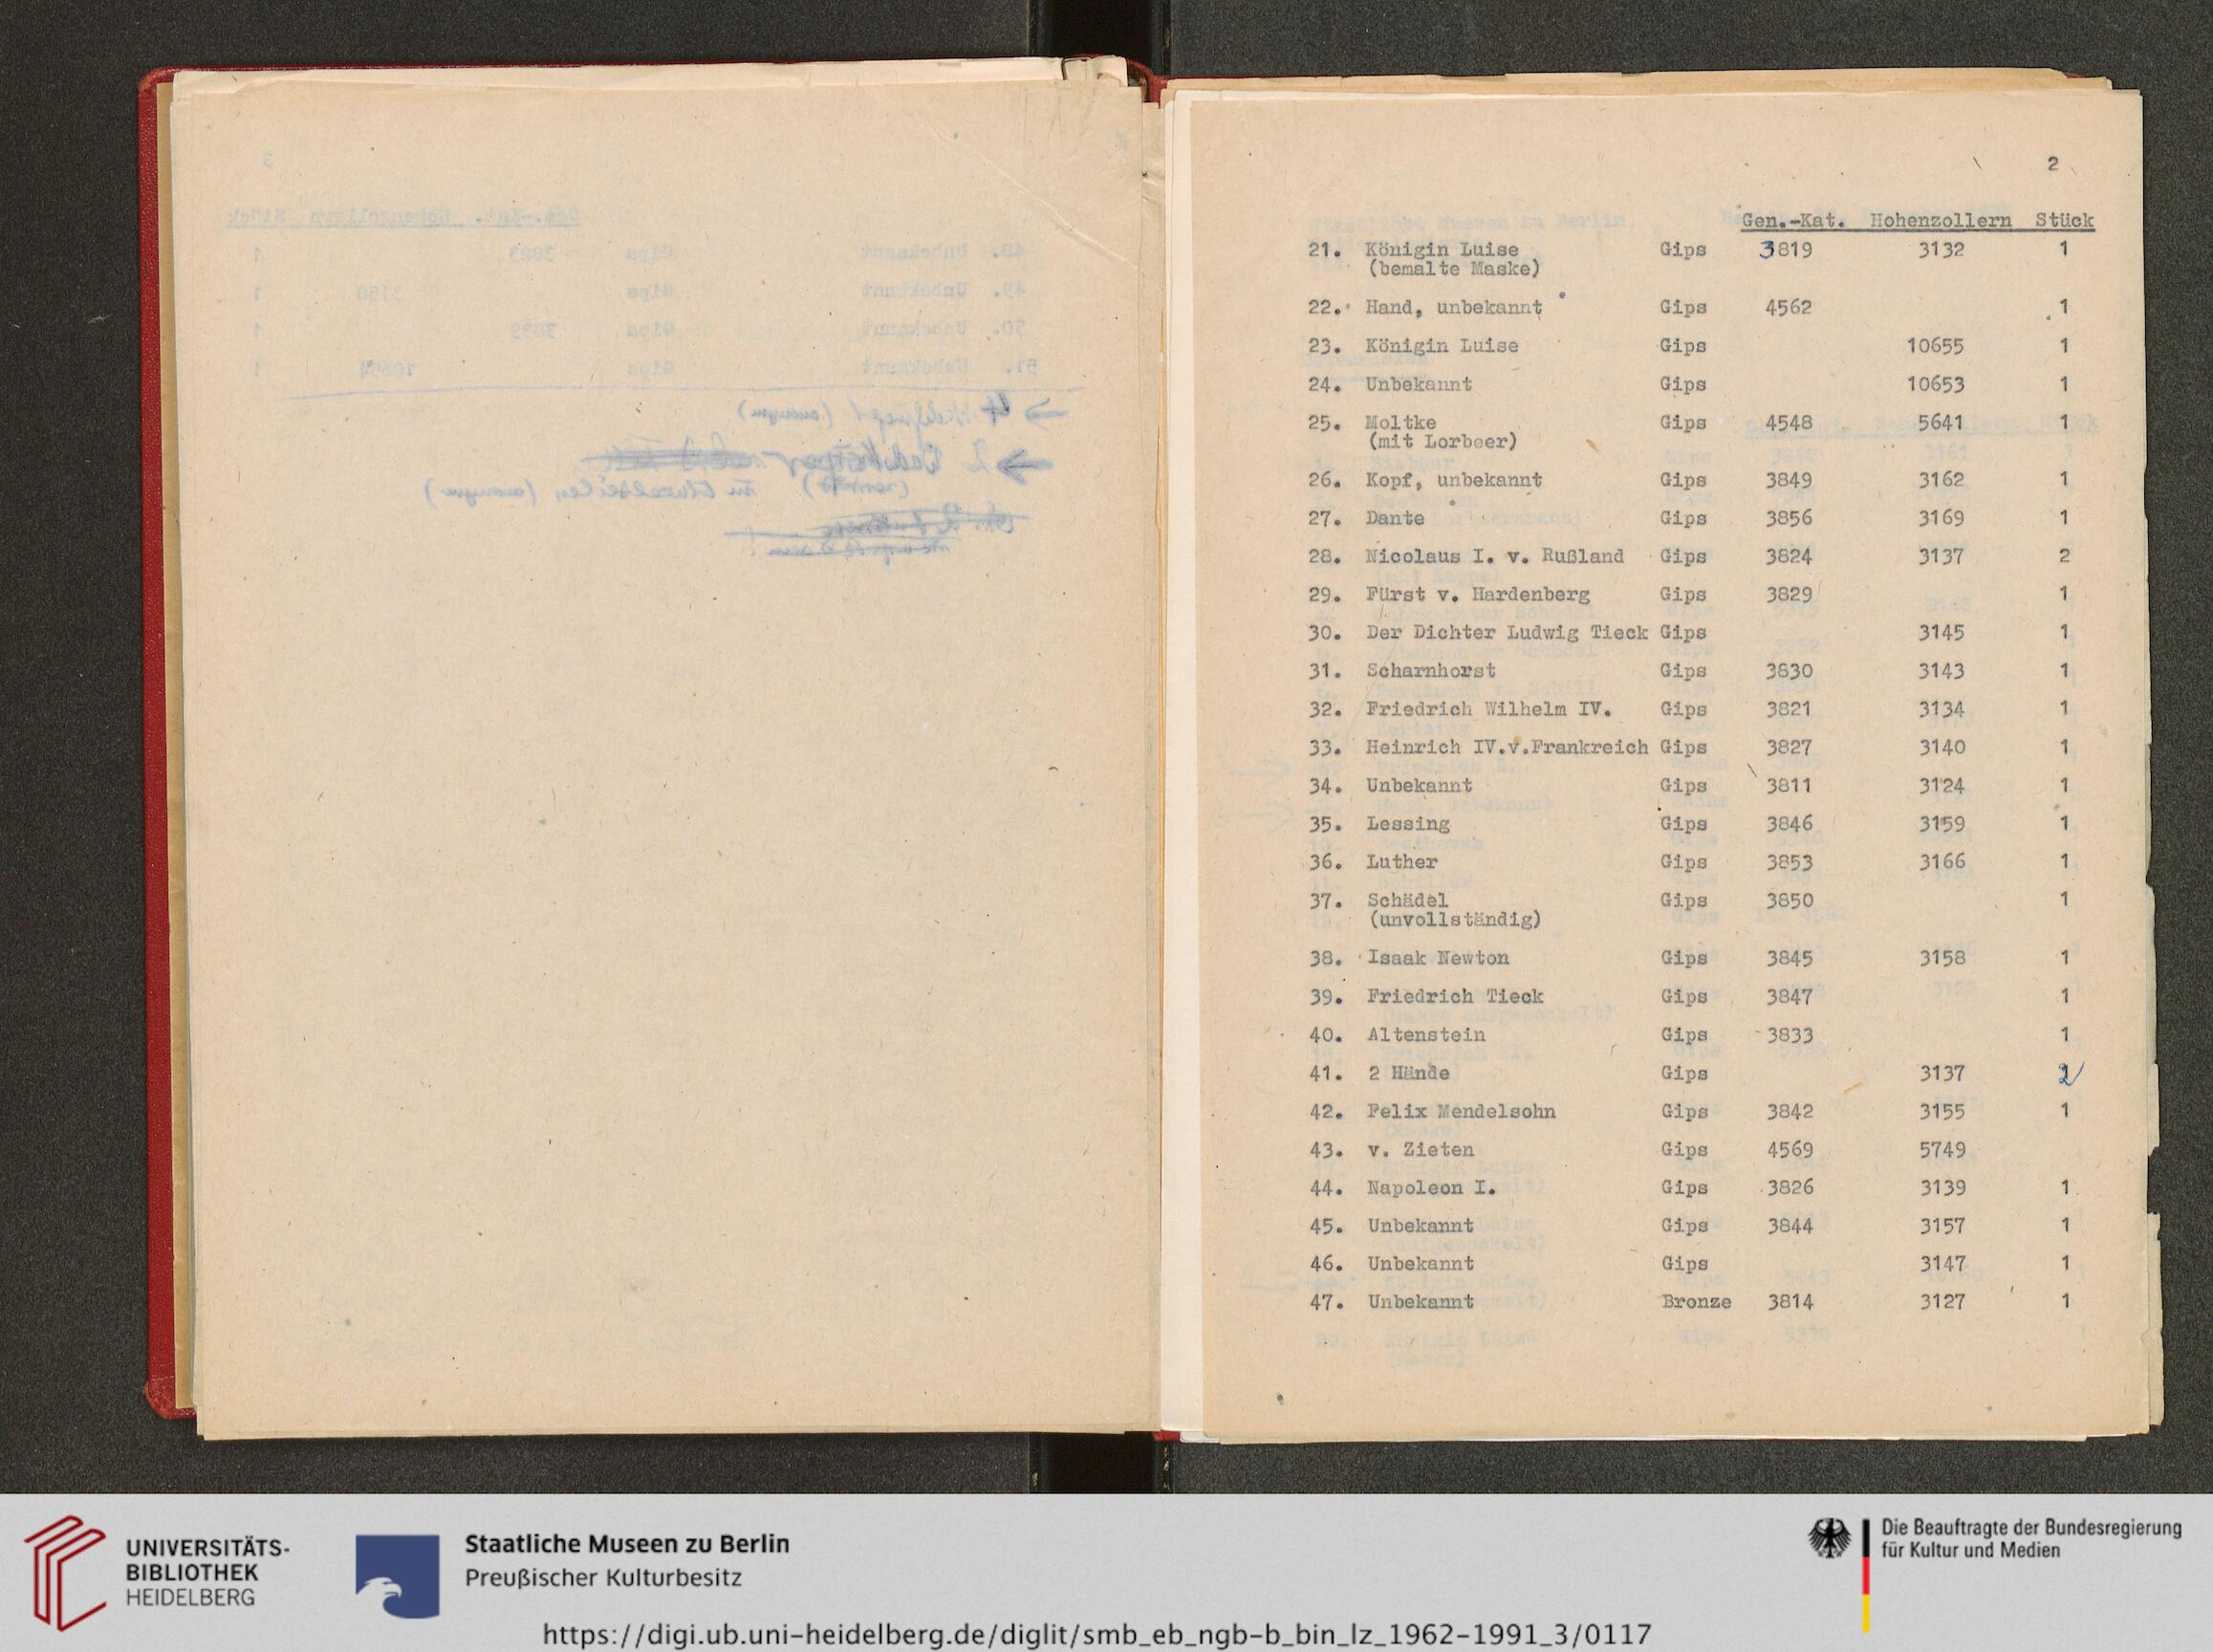 2
Gen.-Kat. Hohenzollern Stück
21. Königin Luise Gips 3819 3132 1
(bemalte Maske)
22. Hand, unbekannt Gips 4562 1
23. Königin Luise Gips 10655 1
24. Unbekannt Gips 10653 1
25. Moltke Gips 4548 5641 1
(mit Lorbeer)
26. Kopf, unbekannt Gips 3849 3162 1
27. Dante Gips 3856 3169 1
28. Nicolaus I. v. Rußland Gips 3824 3137 2
29. Fürst v. Hardenberg Gips 3829 1
30. Der Dichter Ludwig Tieck Gips 3145 1
31. Scharnhorst Gips 3830 3143 1
32. Friedrich Wilhelm IV. Gips 3821 3134 1
33. Heinrich IV.v.Frankreich Gips 3827 3140 1
34. Unbekannt Gips 3811 3124 1
35. Lessing Gips 3846 3159 1
36. Luther Gips 3853 3166 1
37. Schädel Gips 3850 1
(unvollständig)
38. Isaak Newton Gips 3845 3158 1
39. Friedrich Tieck Gips 3847 1
40. Altenstein Gips 3833 1
41. 2 Hände Gips 3137 2
42. Felix Mendelsohn Gips 3842 3155 1
43. v. Zieten Gips 4569 5749
44. Napoleon I. Gips 3826 3139 1
45. Unbekannt Gips 3844 3157 1
46. Unbekannt Gips 3147 1
47. Unbekannt Bronze 3814 3127 1
UNIVERSITÄTS-
BIBLIOTHEK
HEIDELBERG
Staatliche Museen zu Berlin
Preußischer Kulturbesitz
Die Beauftragte der Bundesregierung
für Kultur und Medien
https://digi.ub.uni-heidelberg.de/diglit/smb_eb_ngb-b_bin_lz_1962-1991_3/0117